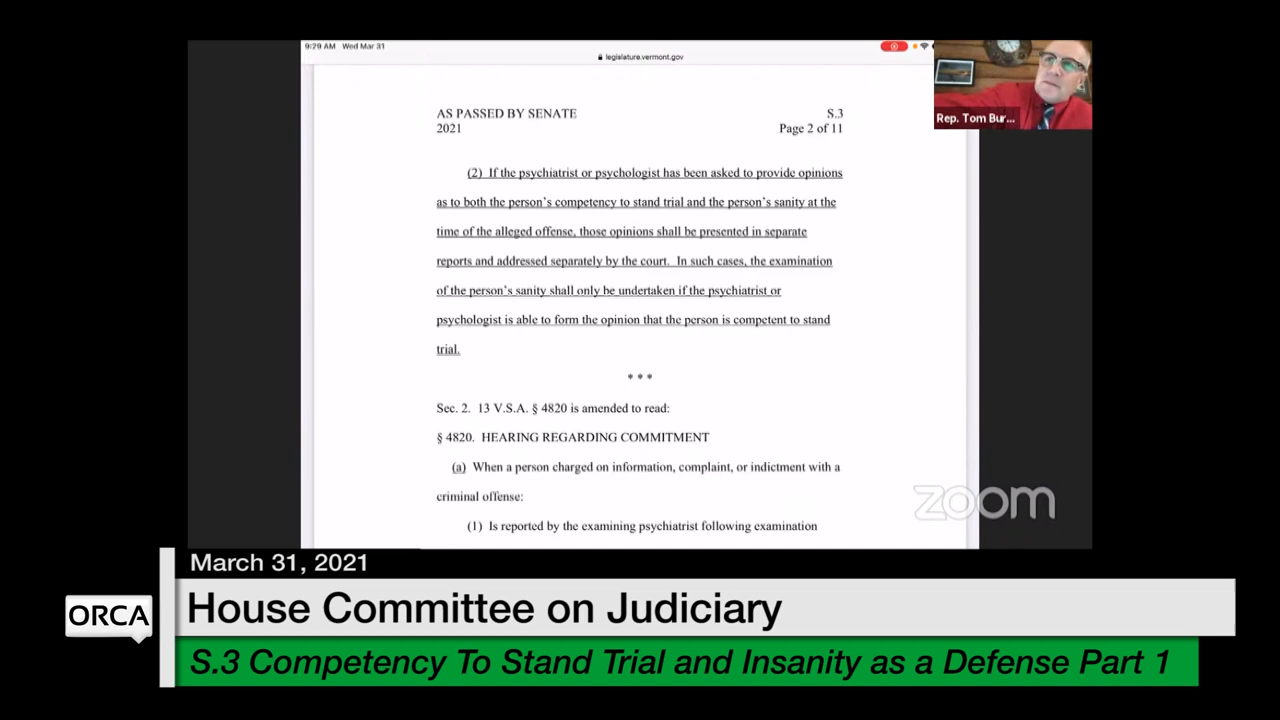 9:29 AM Wed Mar 31
legislature.vermont.gov
AS PASSED BY SENATE S.3
2021 Page 2 of 11
(2) If the psychiatrist or psychologist has been asked to provide opinions
as to both the person's competency to stand trial and the person's sanity at the
time of the alleged offense, those opinions shall be presented in separate
reports and addressed separately by the court. In such cases, the examination
of the person's sanity shall only be undertaken if the psychiatrist or
psychologist is able to form the opinion that the person is competent to stand
trial.
* * *
Sec. 2. 13 V.S.A. § 4820 is amended to read:
§ 4820. HEARING REGARDING COMMITMENT
(a) When a person charged on information, complaint, or indictment with a
criminal offense:
(1) Is reported by the examining psychiatrist following examination
Rep. Tom Bur...
zoom
March 31, 2021
ORCA
House Committee on Judiciary
S.3 Competency To Stand Trial and Insanity as a Defense Part 1